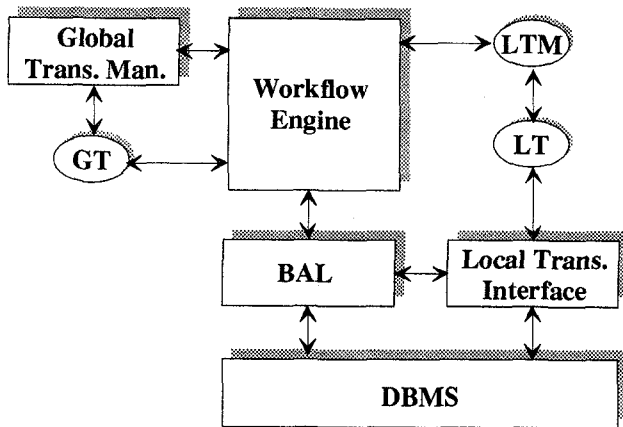 Global
Trans. Man.
Workflow
Engine
LTM
GT
LT
BAL
Local Trans.
Interface
DBMS